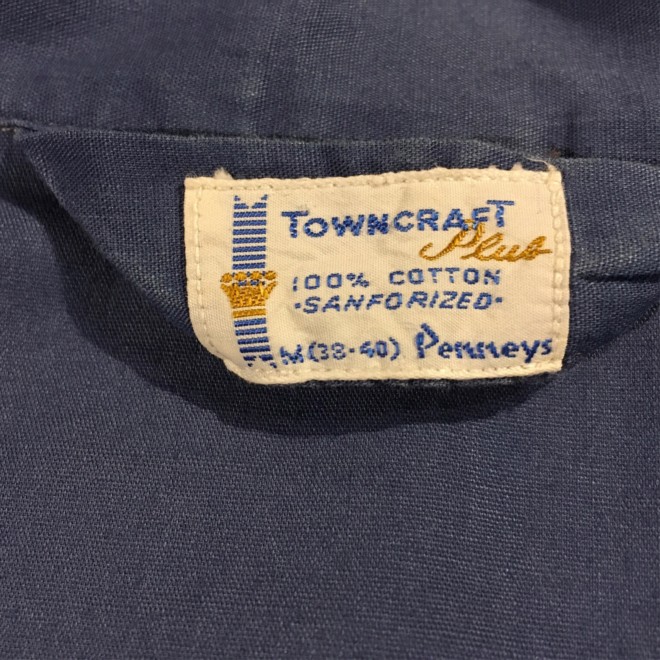 TOWNCRAFT
Plus
100% COTTON
·SANFORIZED·
M (38-40) Penneys